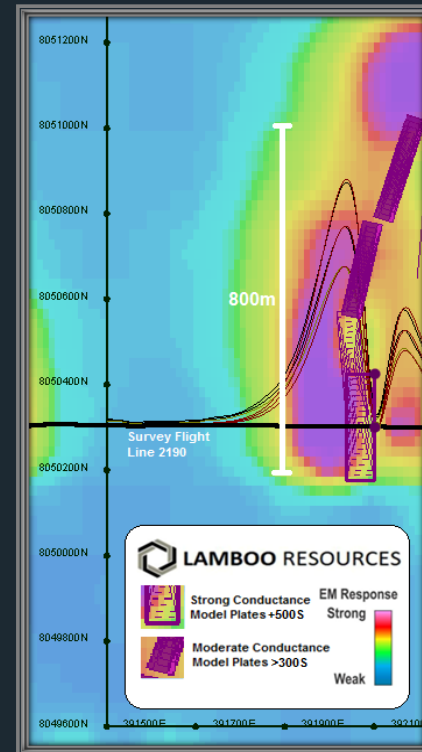 8051200N
8051000N
8050800N
8050600N
800m
8050400N
Survey Flight
Line 2190
8050200N
8050000N
LAMBOO RESOURCES
Strong Conductance
Model Plates +500S
EM Response
Strong
8049800N
Moderate Conductance
Model Plates >300S
Weak
8049600N
391500E 391700E 391900E 392100